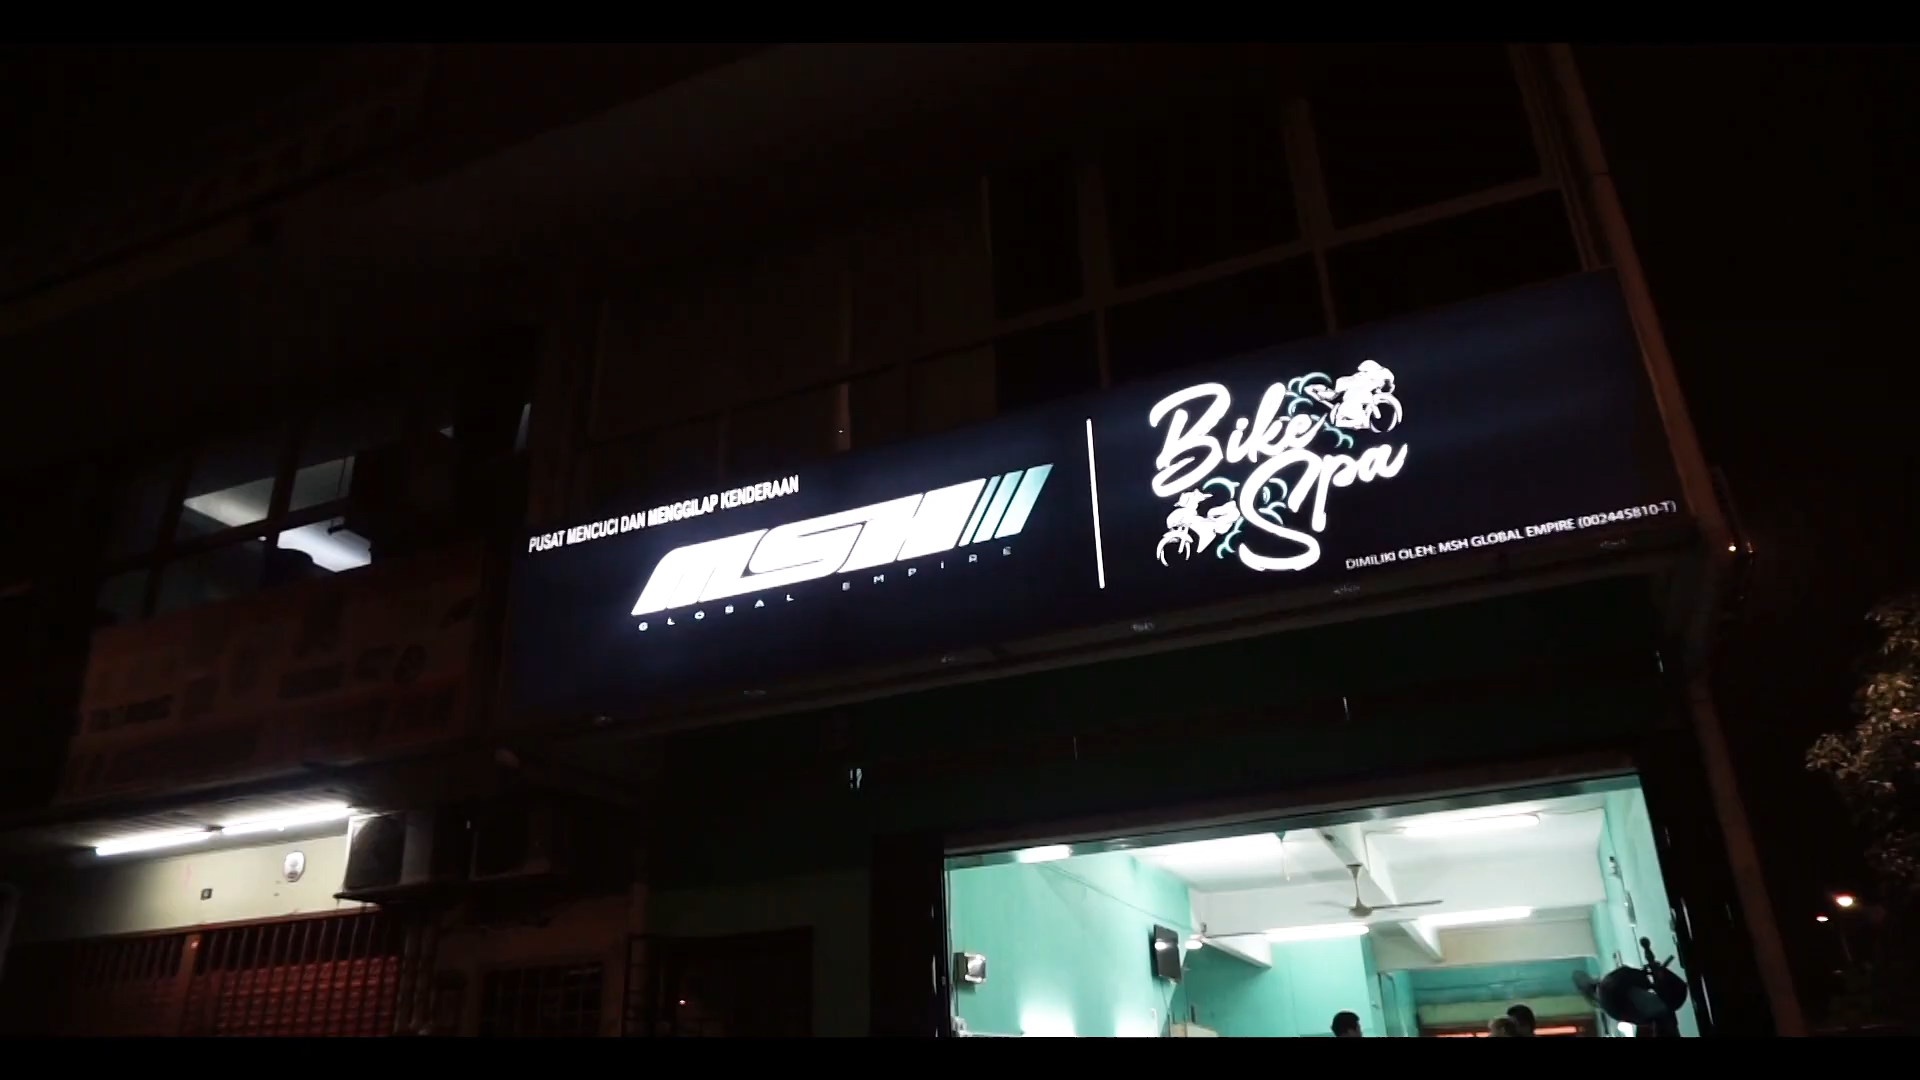 PUSAT MENCUCI DAN MENGGILAP KENDERAAN
MSH
GLOBAL EMPIRE
Bike
Spa
DIMILIKI OLEH: MSH GLOBAL EMPIRE (002445810-T)